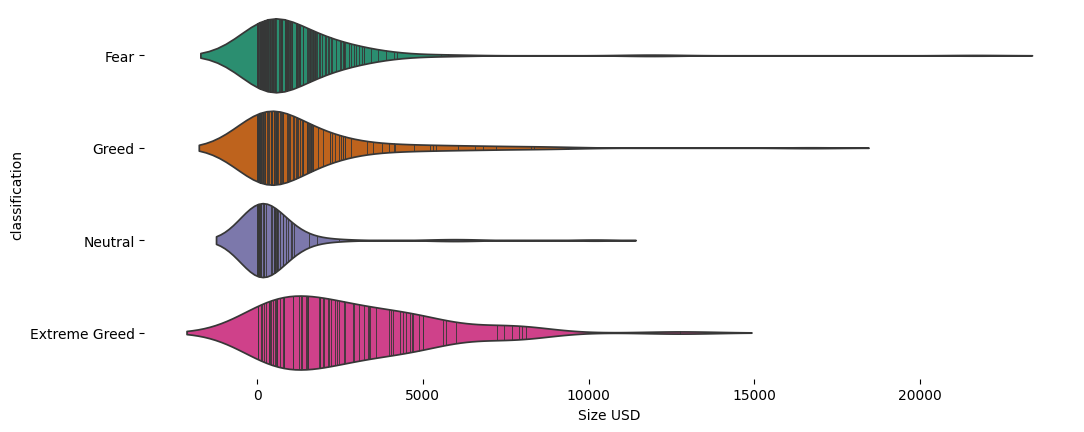 Fear
Greed
Neutral
Extreme Greed
classification
0
5000
10000
15000
20000
Size USD